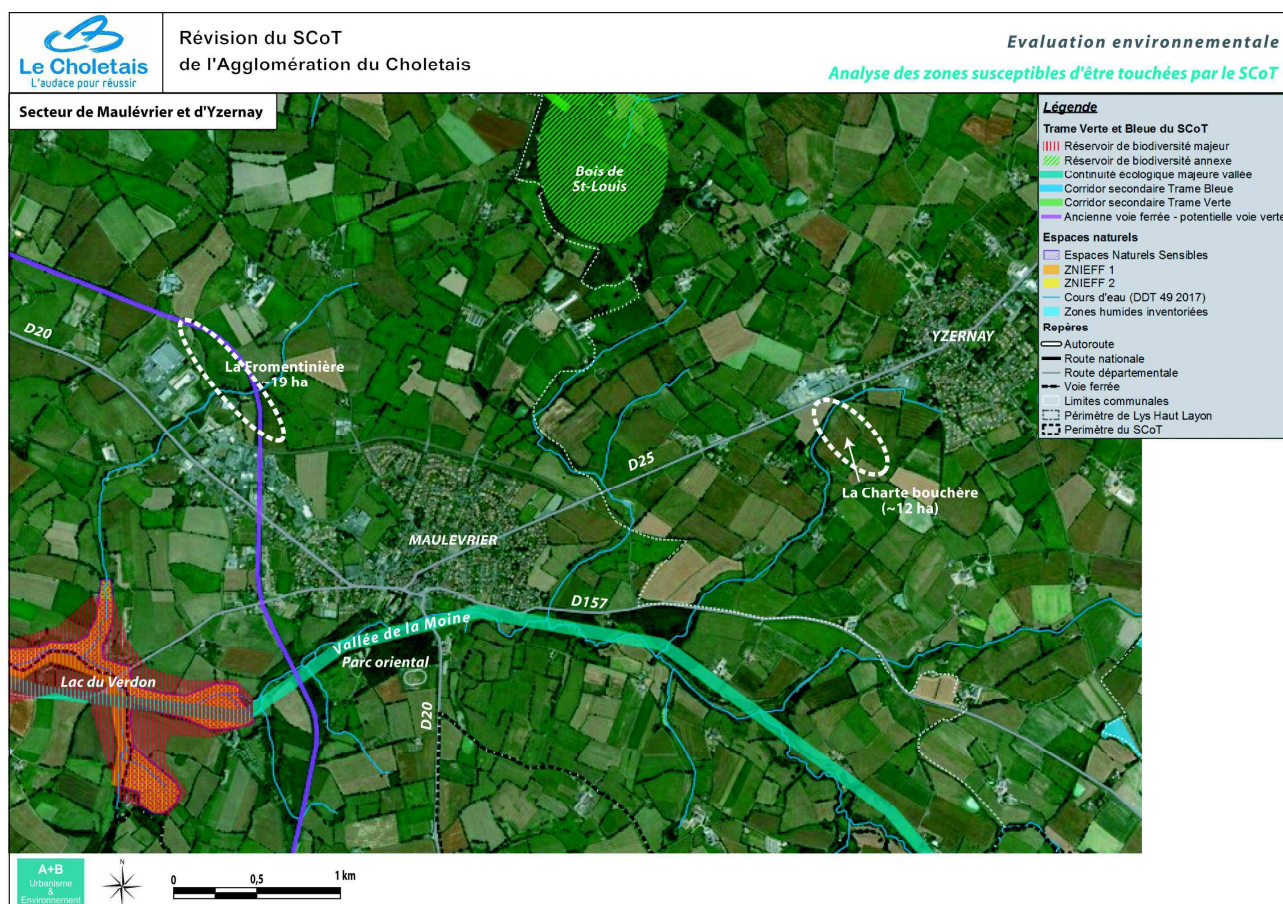 Le Choletais
L'audace pour réussir
Révision du SCoT
de l'Agglomération du Choletais
Evaluation environnementale
Analyse des zones susceptibles d'être touchées par le SCoT
Secteur de Maulévrier et d'Yzernay
Légende
Trame Verte et Bleue du SCoT
Réservoir de biodiversité majeur
Réservoir de biodiversité annexe
Continuité écologique majeure vallée
Corridor secondaire Trame Bleue
Corridor secondaire Trame Verte
Ancienne voie ferrée - potentielle voie verte
Espaces naturels
Espaces Naturels Sensibles
ZNIEFF 1
ZNIEFF 2
Cours d'eau (DDT 49 2017)
Zones humides inventoriées
Repères
Autoroute
Route nationale
Route départementale
Voie ferrée
Limites communales
Périmètre de Lys Haut Layon
Perimètre du SCoT
Bois de
St-Louis
D20
La Fromentinière
~19 ha
YZERNAY
D25
La Charte bouchère
(~12 ha)
MAULEVRIER
D157
Vallée de la Moine
Parc oriental
Lac du Verdon
D20
A+B
Urbanisme
&
Environnement
N
0 0,5 1 km